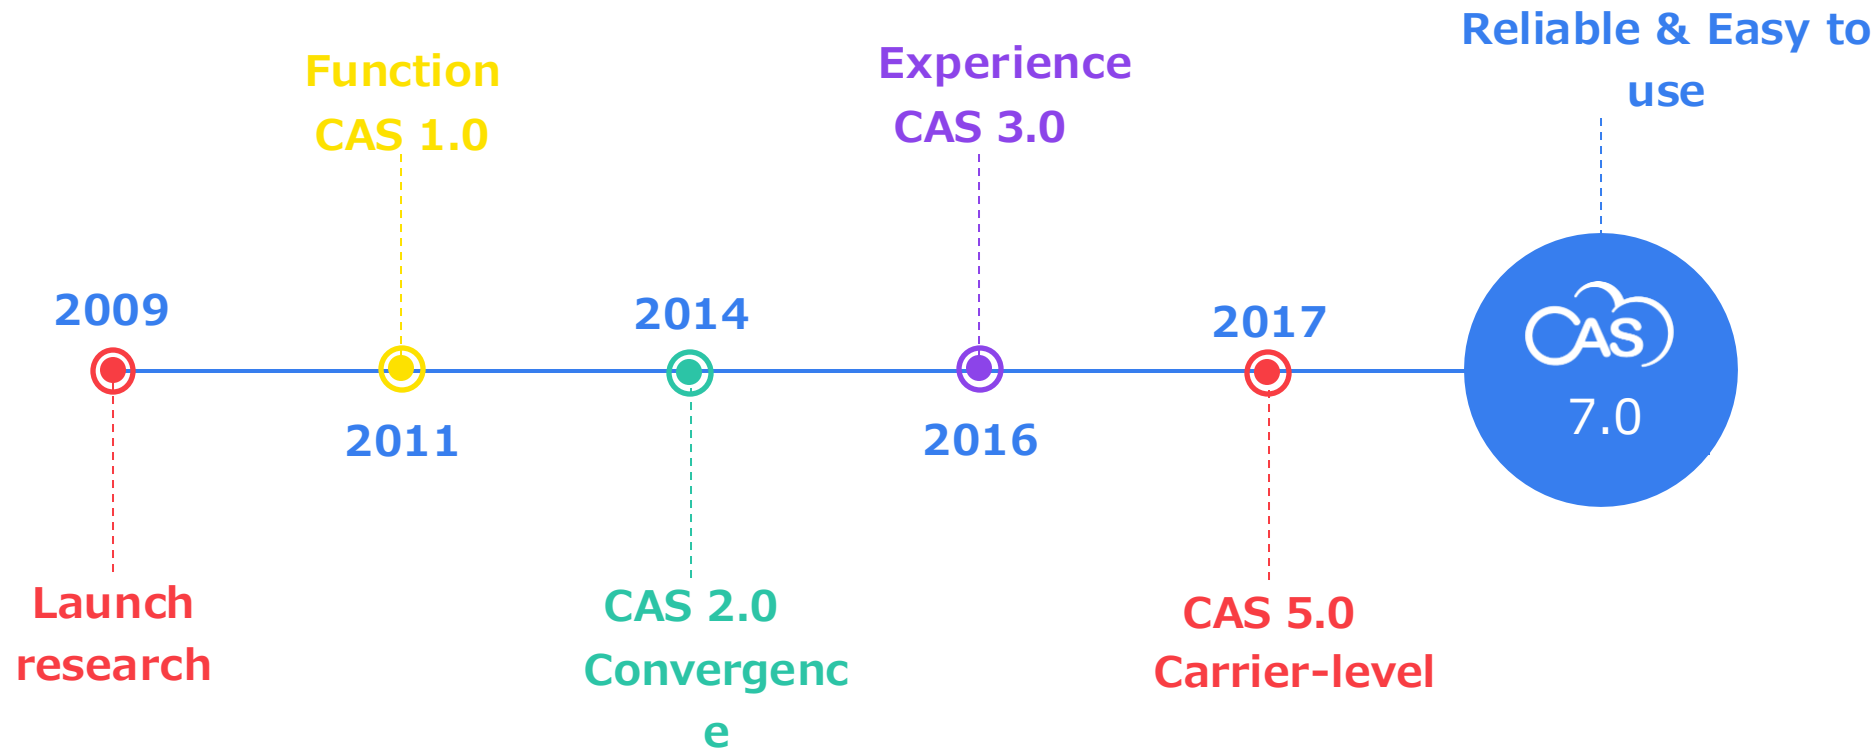 2009
Launch
research
Function
CAS 1.0
2011
2014
CAS 2.0
Convergenc
e
Experience
CAS 3.0
2016
2017
CAS 5.0
Carrier-level
Reliable & Easy to
use
CAS
7.0